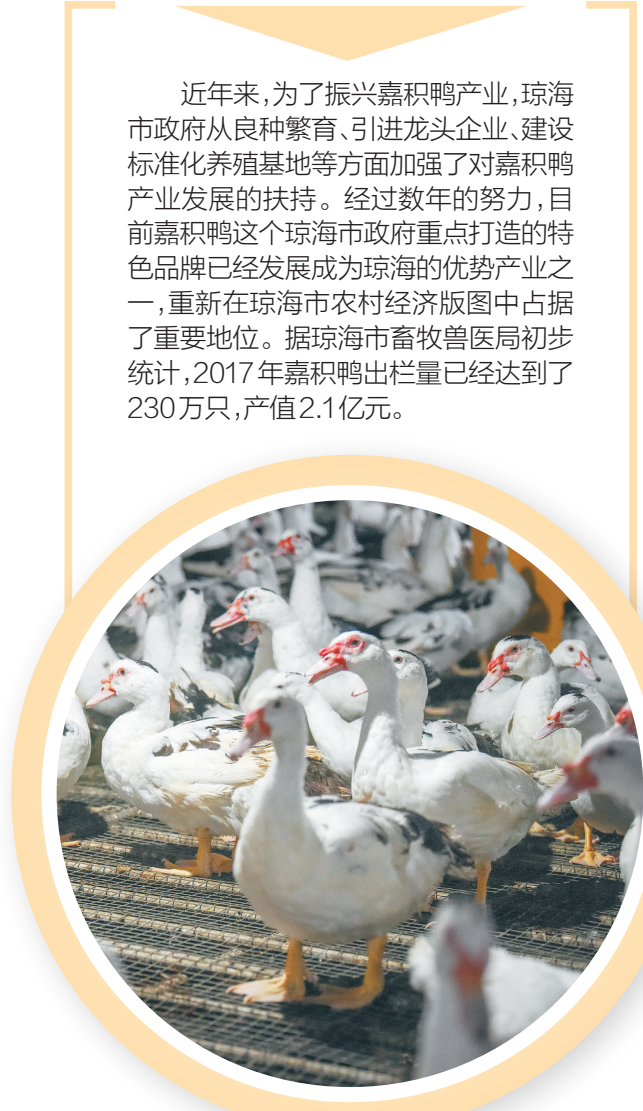 近年来,为了振兴嘉积鸭产业,琼海
市政府从良种繁育、引进龙头企业、建设
标准化养殖基地等方面加强了对嘉积鸭
产业发展的扶持。经过数年的努力,目
前嘉积鸭这个琼海市政府重点打造的特
色品牌已经发展成为琼海的优势产业之
一,重新在琼海市农村经济版图中占据
了重要地位。据琼海市畜牧兽医局初步
统计,2017年嘉积鸭出栏量已经达到了
230万只,产值2.1亿元。